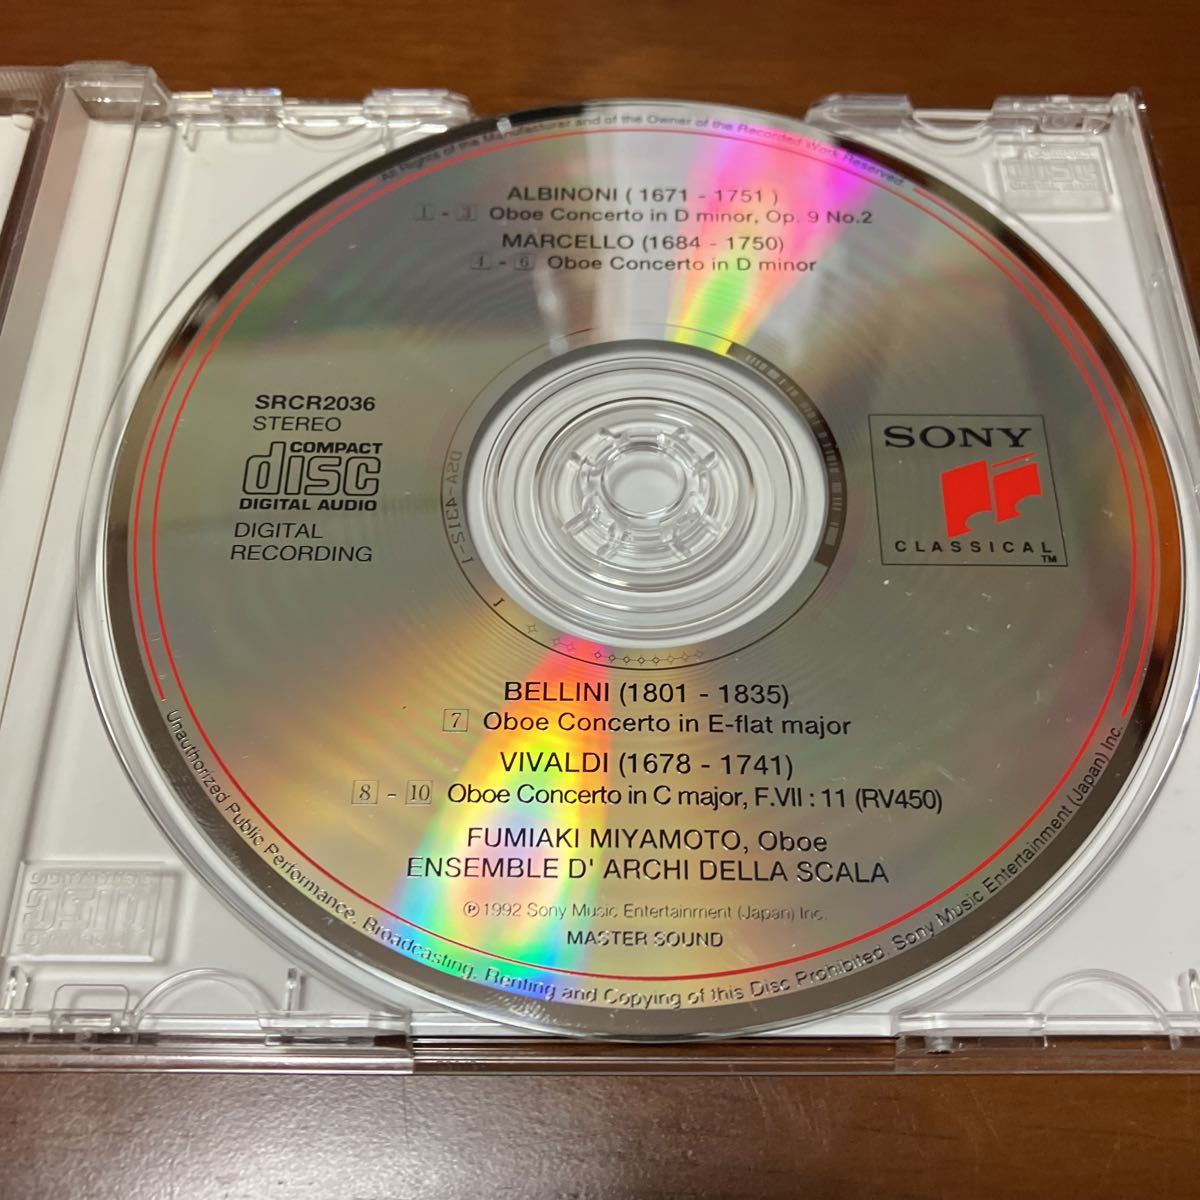 All Rights of the Manufacturer and of the Owner of the Recorded Work Reserved.
ALBINONI (1671 - 1751)
1 - 3 Oboe Concerto in D minor, Op. 9 No.2
MARCELLO (1684 - 1750)
4 - 6 Oboe Concerto in D minor
SRCR2036
STEREO
COMPACT
disc
DIGITAL AUDIO
DIGITAL
RECORDING
SONY
CLASSICAL™
BELLINI (1801 - 1835)
7 Oboe Concerto in E-flat major
VIVALDI (1678 - 1741)
8 - 10 Oboe Concerto in C major, F.VII : 11 (RV450)
FUMIAKI MIYAMOTO, Oboe
ENSEMBLE D' ARCHI DELLA SCALA
℗ 1992 Sony Music Entertainment (Japan) Inc.
MASTER SOUND
Unauthorized Public Performance, Broadcasting, Renting and Copying of this Disc Prohibited. Sony Music Entertainment (Japan) Inc.